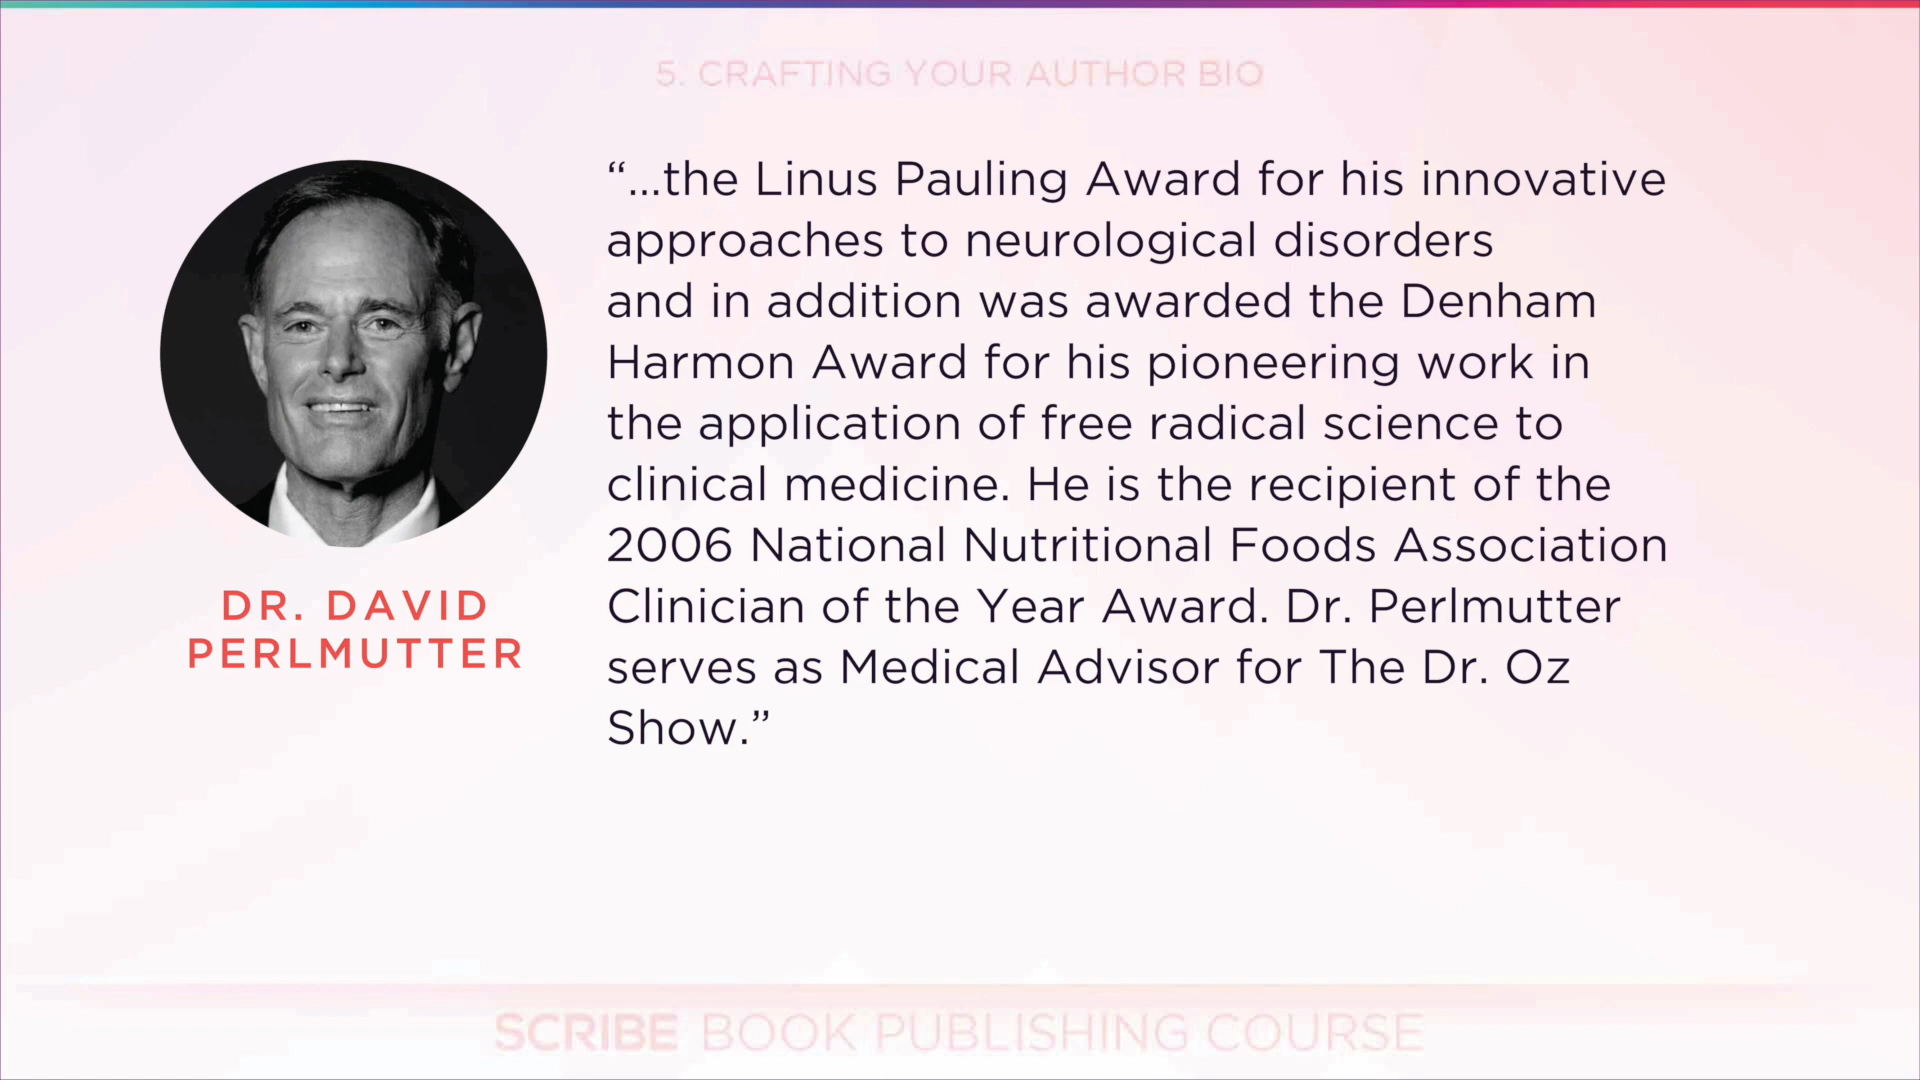 5. CRAFTING YOUR AUTHOR BIO
“...the Linus Pauling Award for his innovative
approaches to neurological disorders
and in addition was awarded the Denham
Harmon Award for his pioneering work in
the application of free radical science to
clinical medicine. He is the recipient of the
2006 National Nutritional Foods Association
Clinician of the Year Award. Dr. Perlmutter
serves as Medical Advisor for The Dr. Oz
Show.”
DR. DAVID
PERLMUTTER
SCRIBE BOOK PUBLISHING COURSE